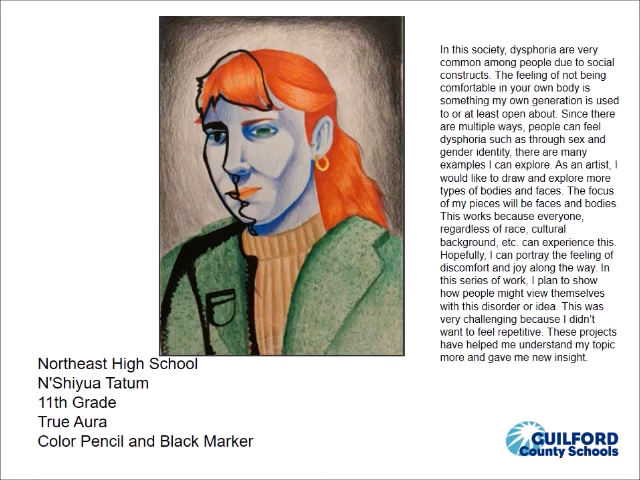 In this society, dysphoria are very
common among people due to social
constructs. The feeling of not being
comfortable in your own body is
something my own generation is used
to or at least open about. Since there
are multiple ways, people can feel
dysphoria such as through sex and
gender identity, there are many
examples I can explore. As an artist, I
would like to draw and explore more
types of bodies and faces. The focus
of my pieces will be faces and bodies.
This works because everyone,
regardless of race, cultural
background, etc. can experience this.
Hopefully, I can portray the feeling of
discomfort and joy along the way. In
this series of work, I plan to show
how people might view themselves
with this disorder or idea. This was
very challenging because I didn't
want to feel repetitive. These projects
have helped me understand my topic
more and gave me new insight.
Northeast High School
N'Shiyua Tatum
11th Grade
True Aura
Color Pencil and Black Marker
GUILFORD
County Schools